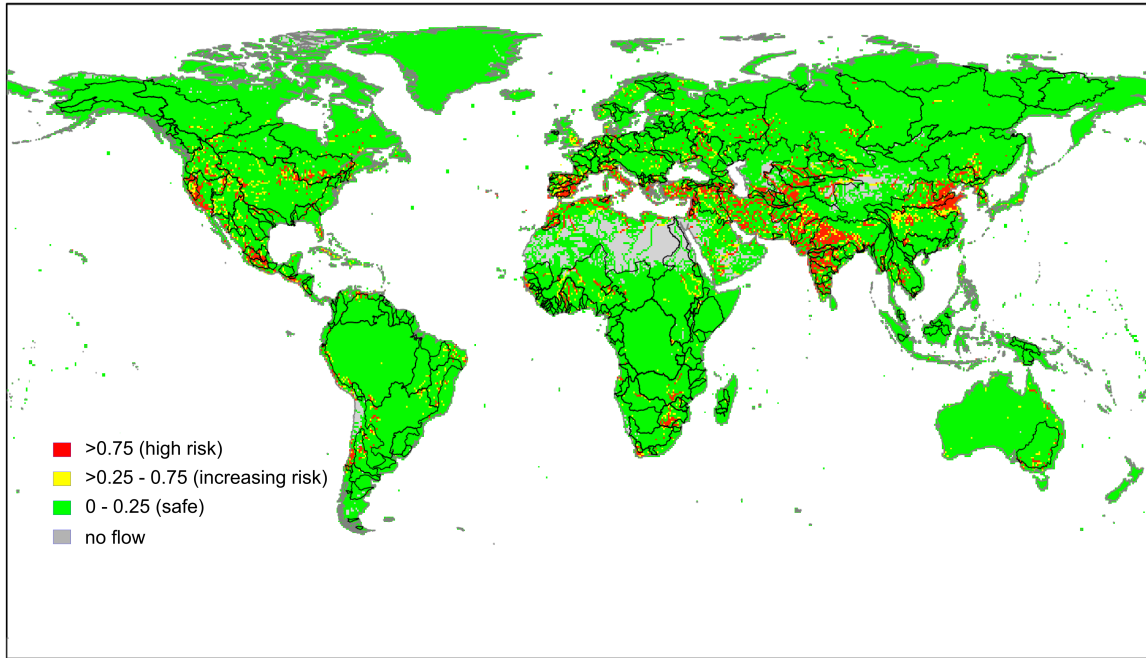 >0.75 (high risk)
>0.25 - 0.75 (increasing risk)
0 - 0.25 (safe)
no flow